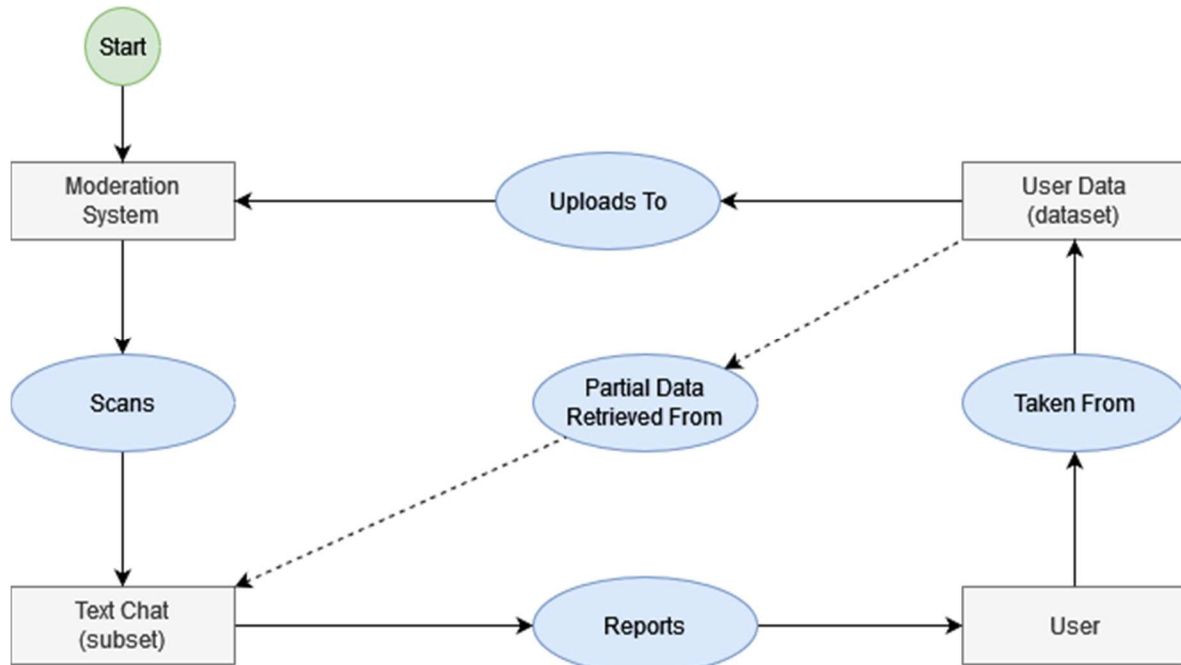 Start
Moderation
System
Uploads To
User Data
(dataset)
Scans
Partial Data
Retrieved From
Taken From
Text Chat
(subset)
Reports
User